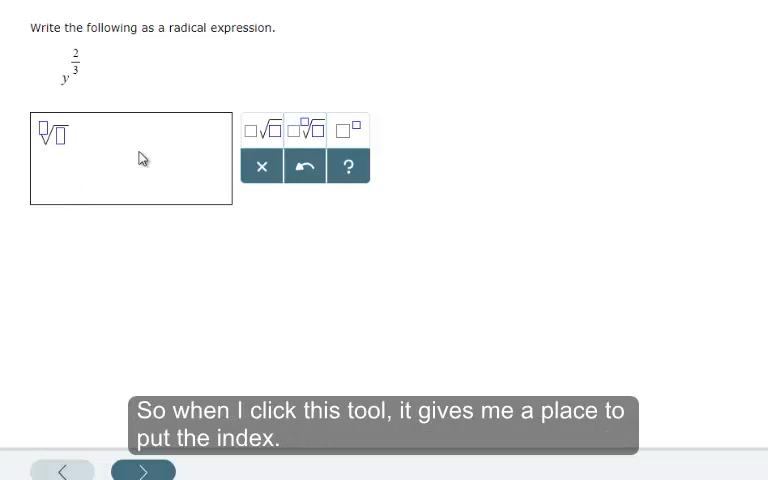 Write the following as a radical expression.
y^(2/3)
?
So when I click this tool, it gives me a place to
put the index.